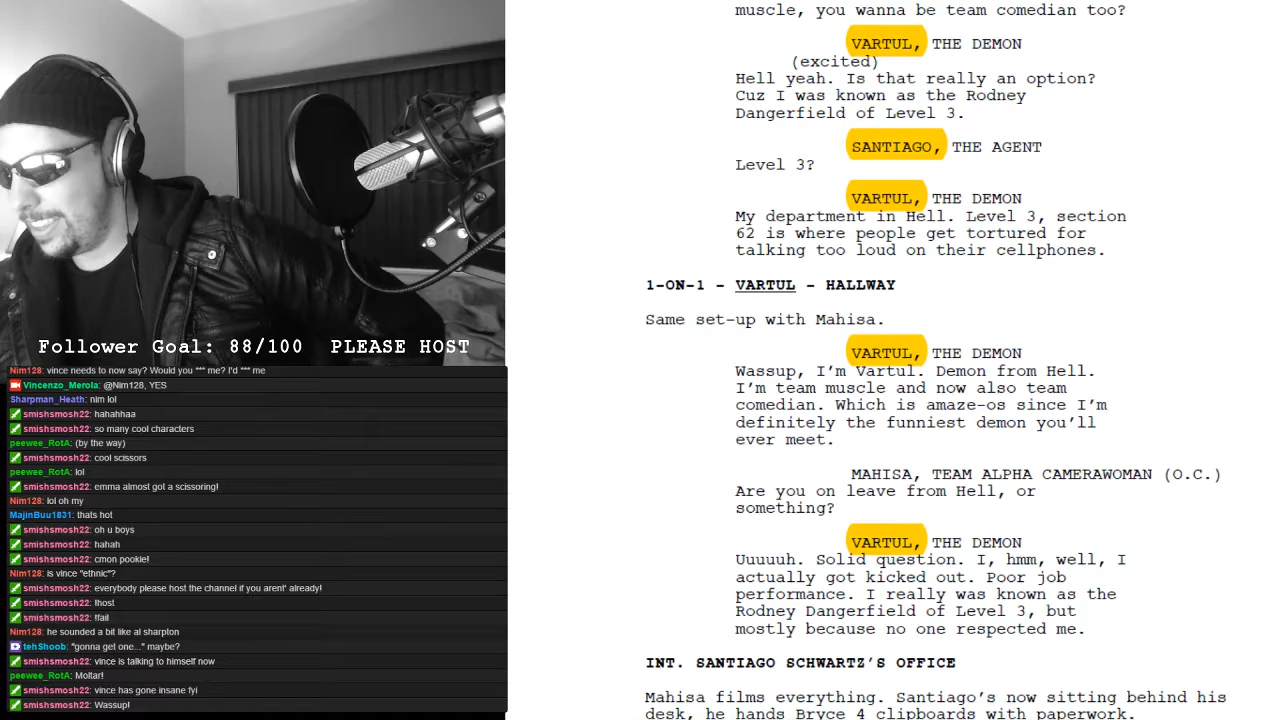 Follower Goal: 88/100 PLEASE HOST
Nim128: vince needs to now say? Would you *** me? I'd *** me
Vincenzo_Merola: @Nim128, YES
Sharpman_Heath: nim lol
smishsmosh22: hahahhaa
smishsmosh22: so many cool characters
peewee_RotA: (by the way)
smishsmosh22: cool scissors
peewee_RotA: lol
smishsmosh22: emma almost got a scissoring!
Nim128: lol oh my
MajinBuu1831: thats hot
smishsmosh22: oh u boys
smishsmosh22: hahah
smishsmosh22: cmon pookie!
Nim128: is vince "ethnic"?
smishsmosh22: everybody please host the channel if you arent' already!
smishsmosh22: !host
smishsmosh22: !fail
Nim128: he sounded a bit like al sharpton
tehShoob: "gonna get one..." maybe?
smishsmosh22: vince is talking to himself now
peewee_RotA: Moltar!
smishsmosh22: vince has gone insane fyi
smishsmosh22: Wassup!
muscle, you wanna be team comedian too?
VARTUL, THE DEMON
(excited)
Hell yeah. Is that really an option?
Cuz I was known as the Rodney
Dangerfield of Level 3.
SANTIAGO, THE AGENT
Level 3?
VARTUL, THE DEMON
My department in Hell. Level 3, section
62 is where people get tortured for
talking too loud on their cellphones.
1-ON-1 - VARTUL - HALLWAY
Same set-up with Mahisa.
VARTUL, THE DEMON
Wassup, I'm Vartul. Demon from Hell.
I'm team muscle and now also team
comedian. Which is amaze-os since I'm
definitely the funniest demon you'll
ever meet.
MAHISA, TEAM ALPHA CAMERAWOMAN (O.C.)
Are you on leave from Hell, or
something?
VARTUL, THE DEMON
Uuuuuh. Solid question. I, hmm, well, I
actually got kicked out. Poor job
performance. I really was known as the
Rodney Dangerfield of Level 3, but
mostly because no one respected me.
INT. SANTIAGO SCHWARTZ'S OFFICE
Mahisa films everything. Santiago's now sitting behind his
desk, he hands Bryce 4 clipboards with paperwork.